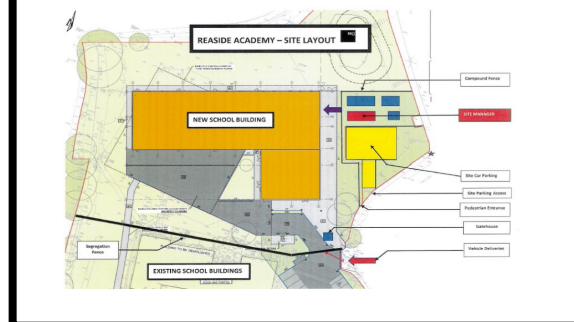 REASIDE ACADEMY – SITE LAYOUT
Compound Fence
SITE MANAGER
NEW SCHOOL BUILDING
Site Car Parking
Site Parking Access
Pedestrian Entrance
Gatehouse
Vehicle Deliveries
Segregation
Fence
EXISTING SCHOOL BUILDINGS